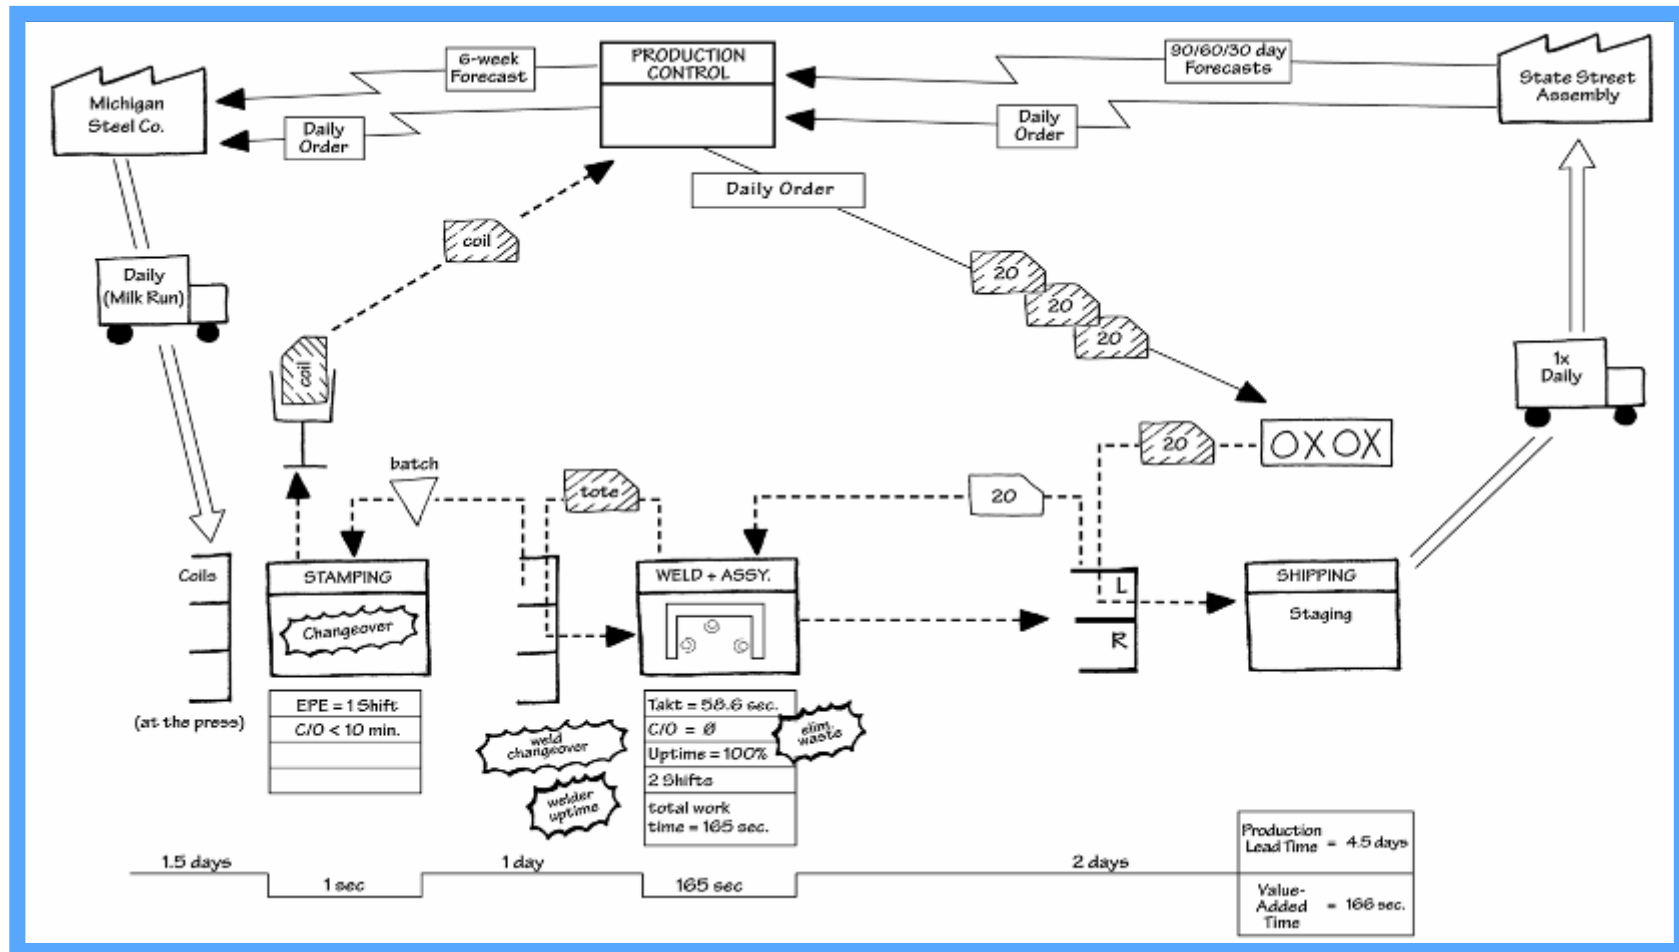 6-week
Forecast
PRODUCTION
CONTROL
90/60/30 day
Forecasts
State Street
Assembly
Michigan
Steel Co.
Daily
Order
Daily
Order
Daily Order
coil
20
20
20
Daily
(Milk Run)
coil
1x
Daily
20
OXOX
batch
tote
20
Coils
STAMPING
WELD + ASSY.
L
SHIPPING
Changeover
Staging
R
(at the press)
EPE = 1 Shift
C/O < 10 min.
weld
changeover
welder
uptime
Takt = 58.6 sec.
C/O = Ø
Uptime = 100%
2 Shifts
total work
time = 165 sec.
elim.
waste
1.5 days
1 sec
1 day
165 sec
2 days
Production
Lead Time = 4.5 days
Value-
Added = 166 sec.
Time